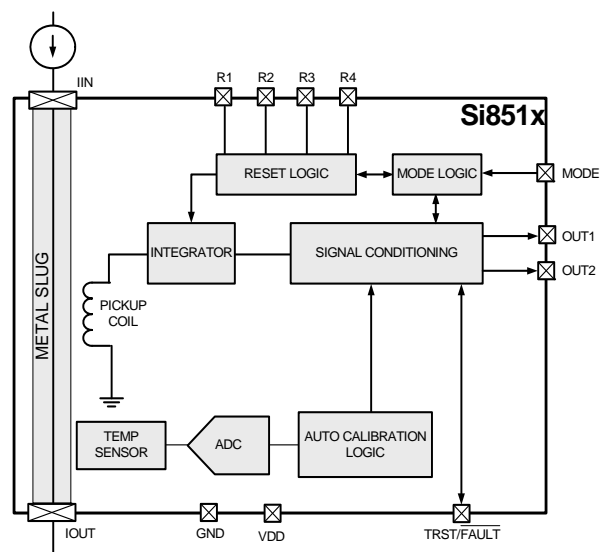 IIN
R1 R2 R3 R4
Si851x
RESET LOGIC
MODE LOGIC
MODE
INTEGRATOR
SIGNAL CONDITIONING
OUT1
OUT2
METAL SLUG
PICKUP
COIL
TEMP
SENSOR
ADC
AUTO CALIBRATION
LOGIC
IOUT
GND
VDD
TRST/FAULT